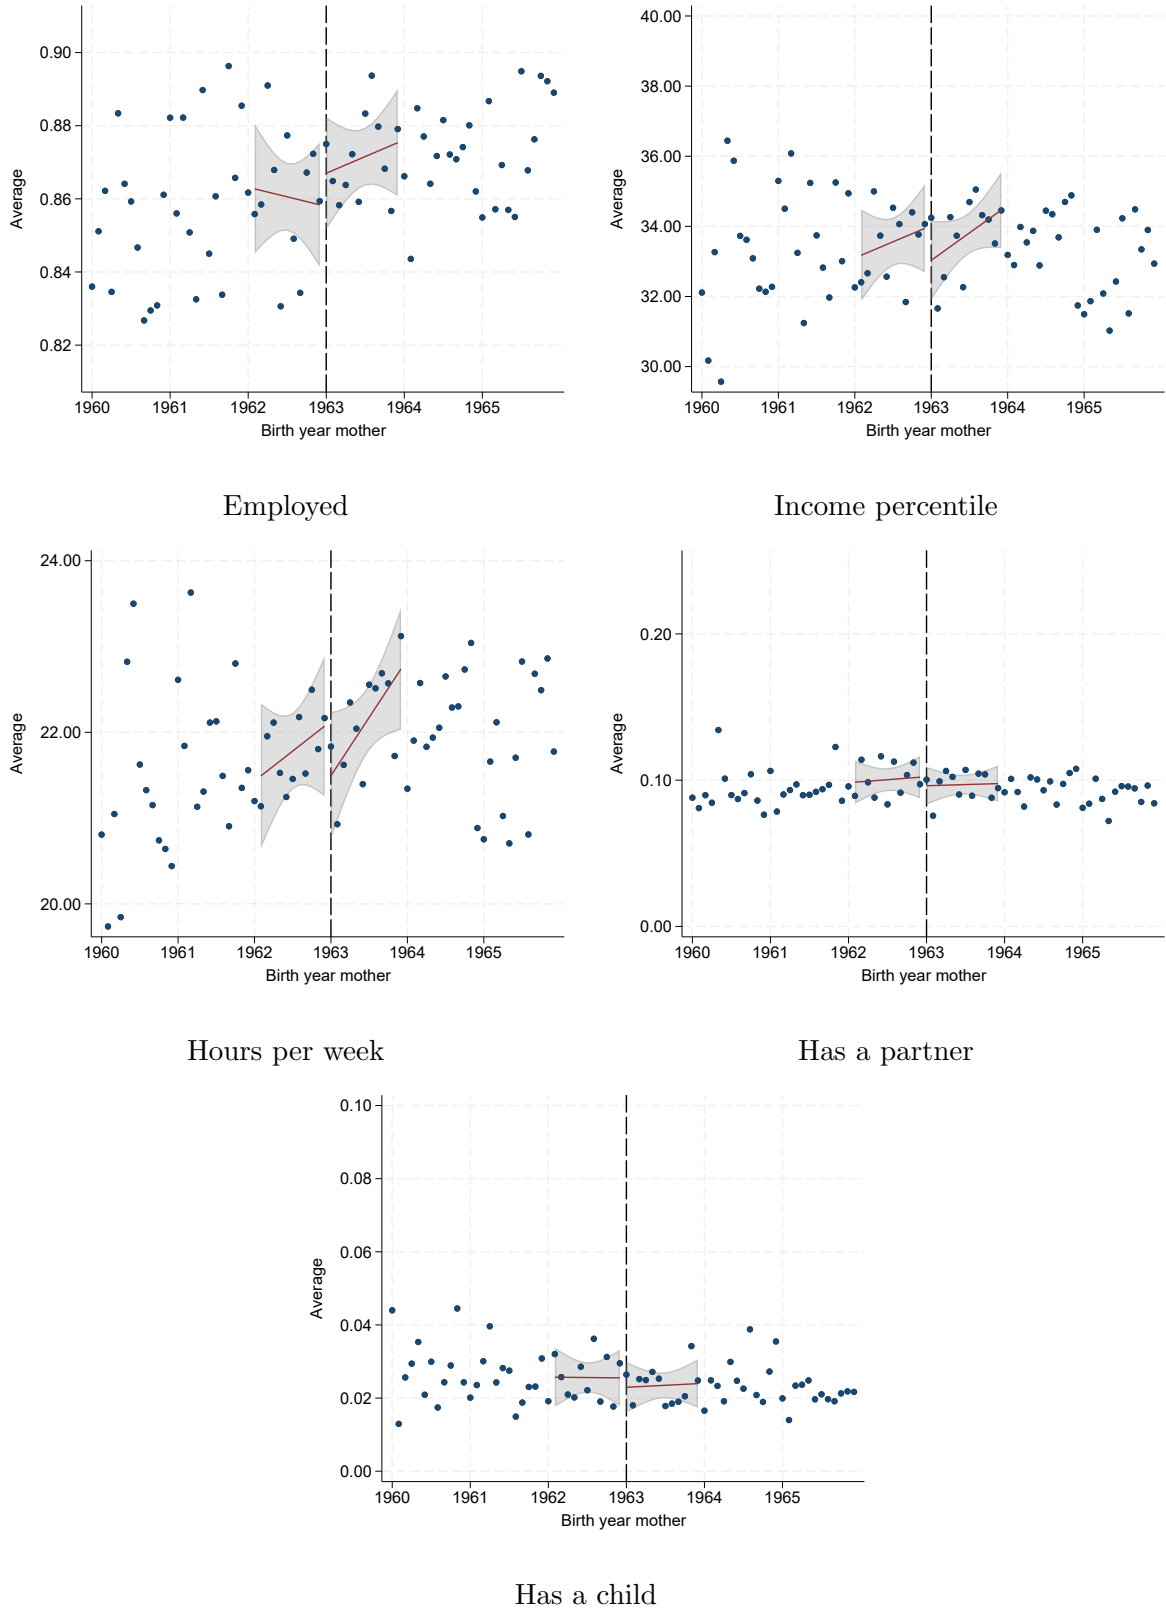 0.90
0.88
0.86
0.84
0.82
Average
1960 1961 1962 1963 1964 1965
Birth year mother
Employed
40.00
38.00
36.00
34.00
32.00
30.00
Average
1960 1961 1962 1963 1964 1965
Birth year mother
Income percentile
24.00
22.00
20.00
Average
1960 1961 1962 1963 1964 1965
Birth year mother
Hours per week
0.20
0.10
0.00
Average
1960 1961 1962 1963 1964 1965
Birth year mother
Has a partner
0.10
0.08
0.06
0.04
0.02
0.00
Average
1960 1961 1962 1963 1964 1965
Birth year mother
Has a child